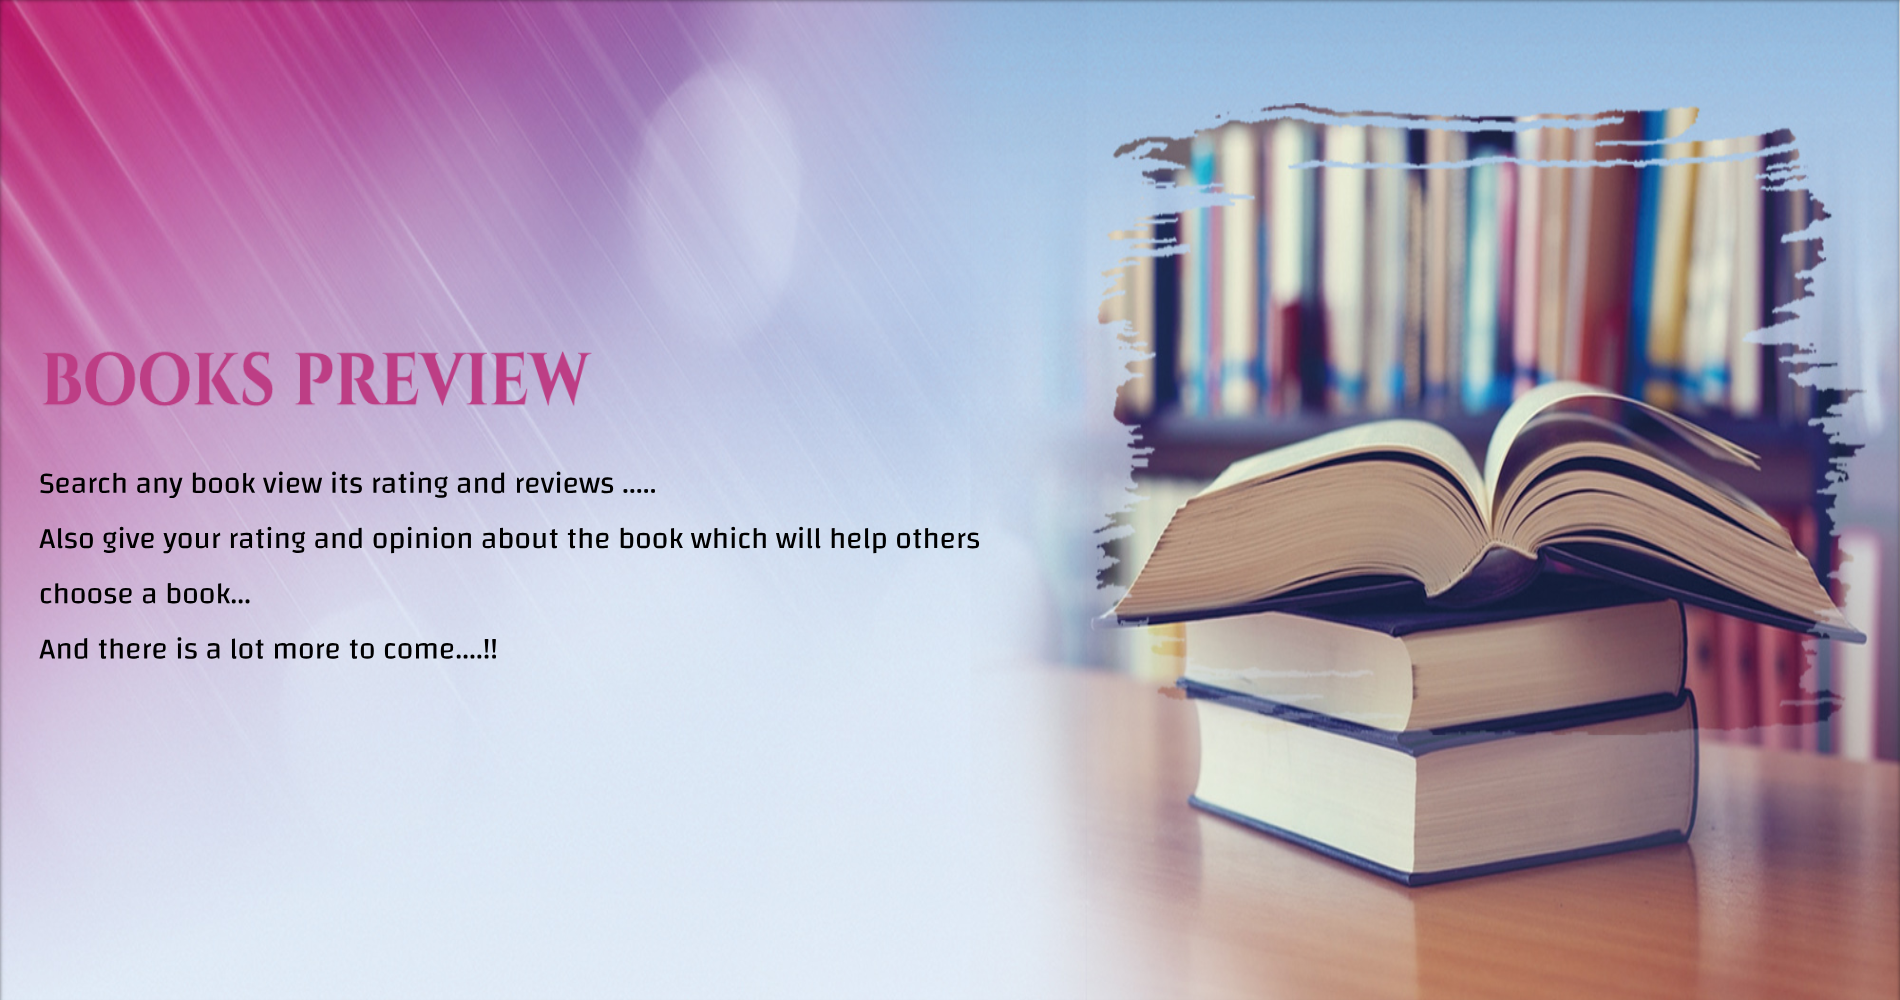 BOOKS PREVIEW
Search any book view its rating and reviews .....
Also give your rating and opinion about the book which will help others
choose a book...
And there is a lot more to come....!!